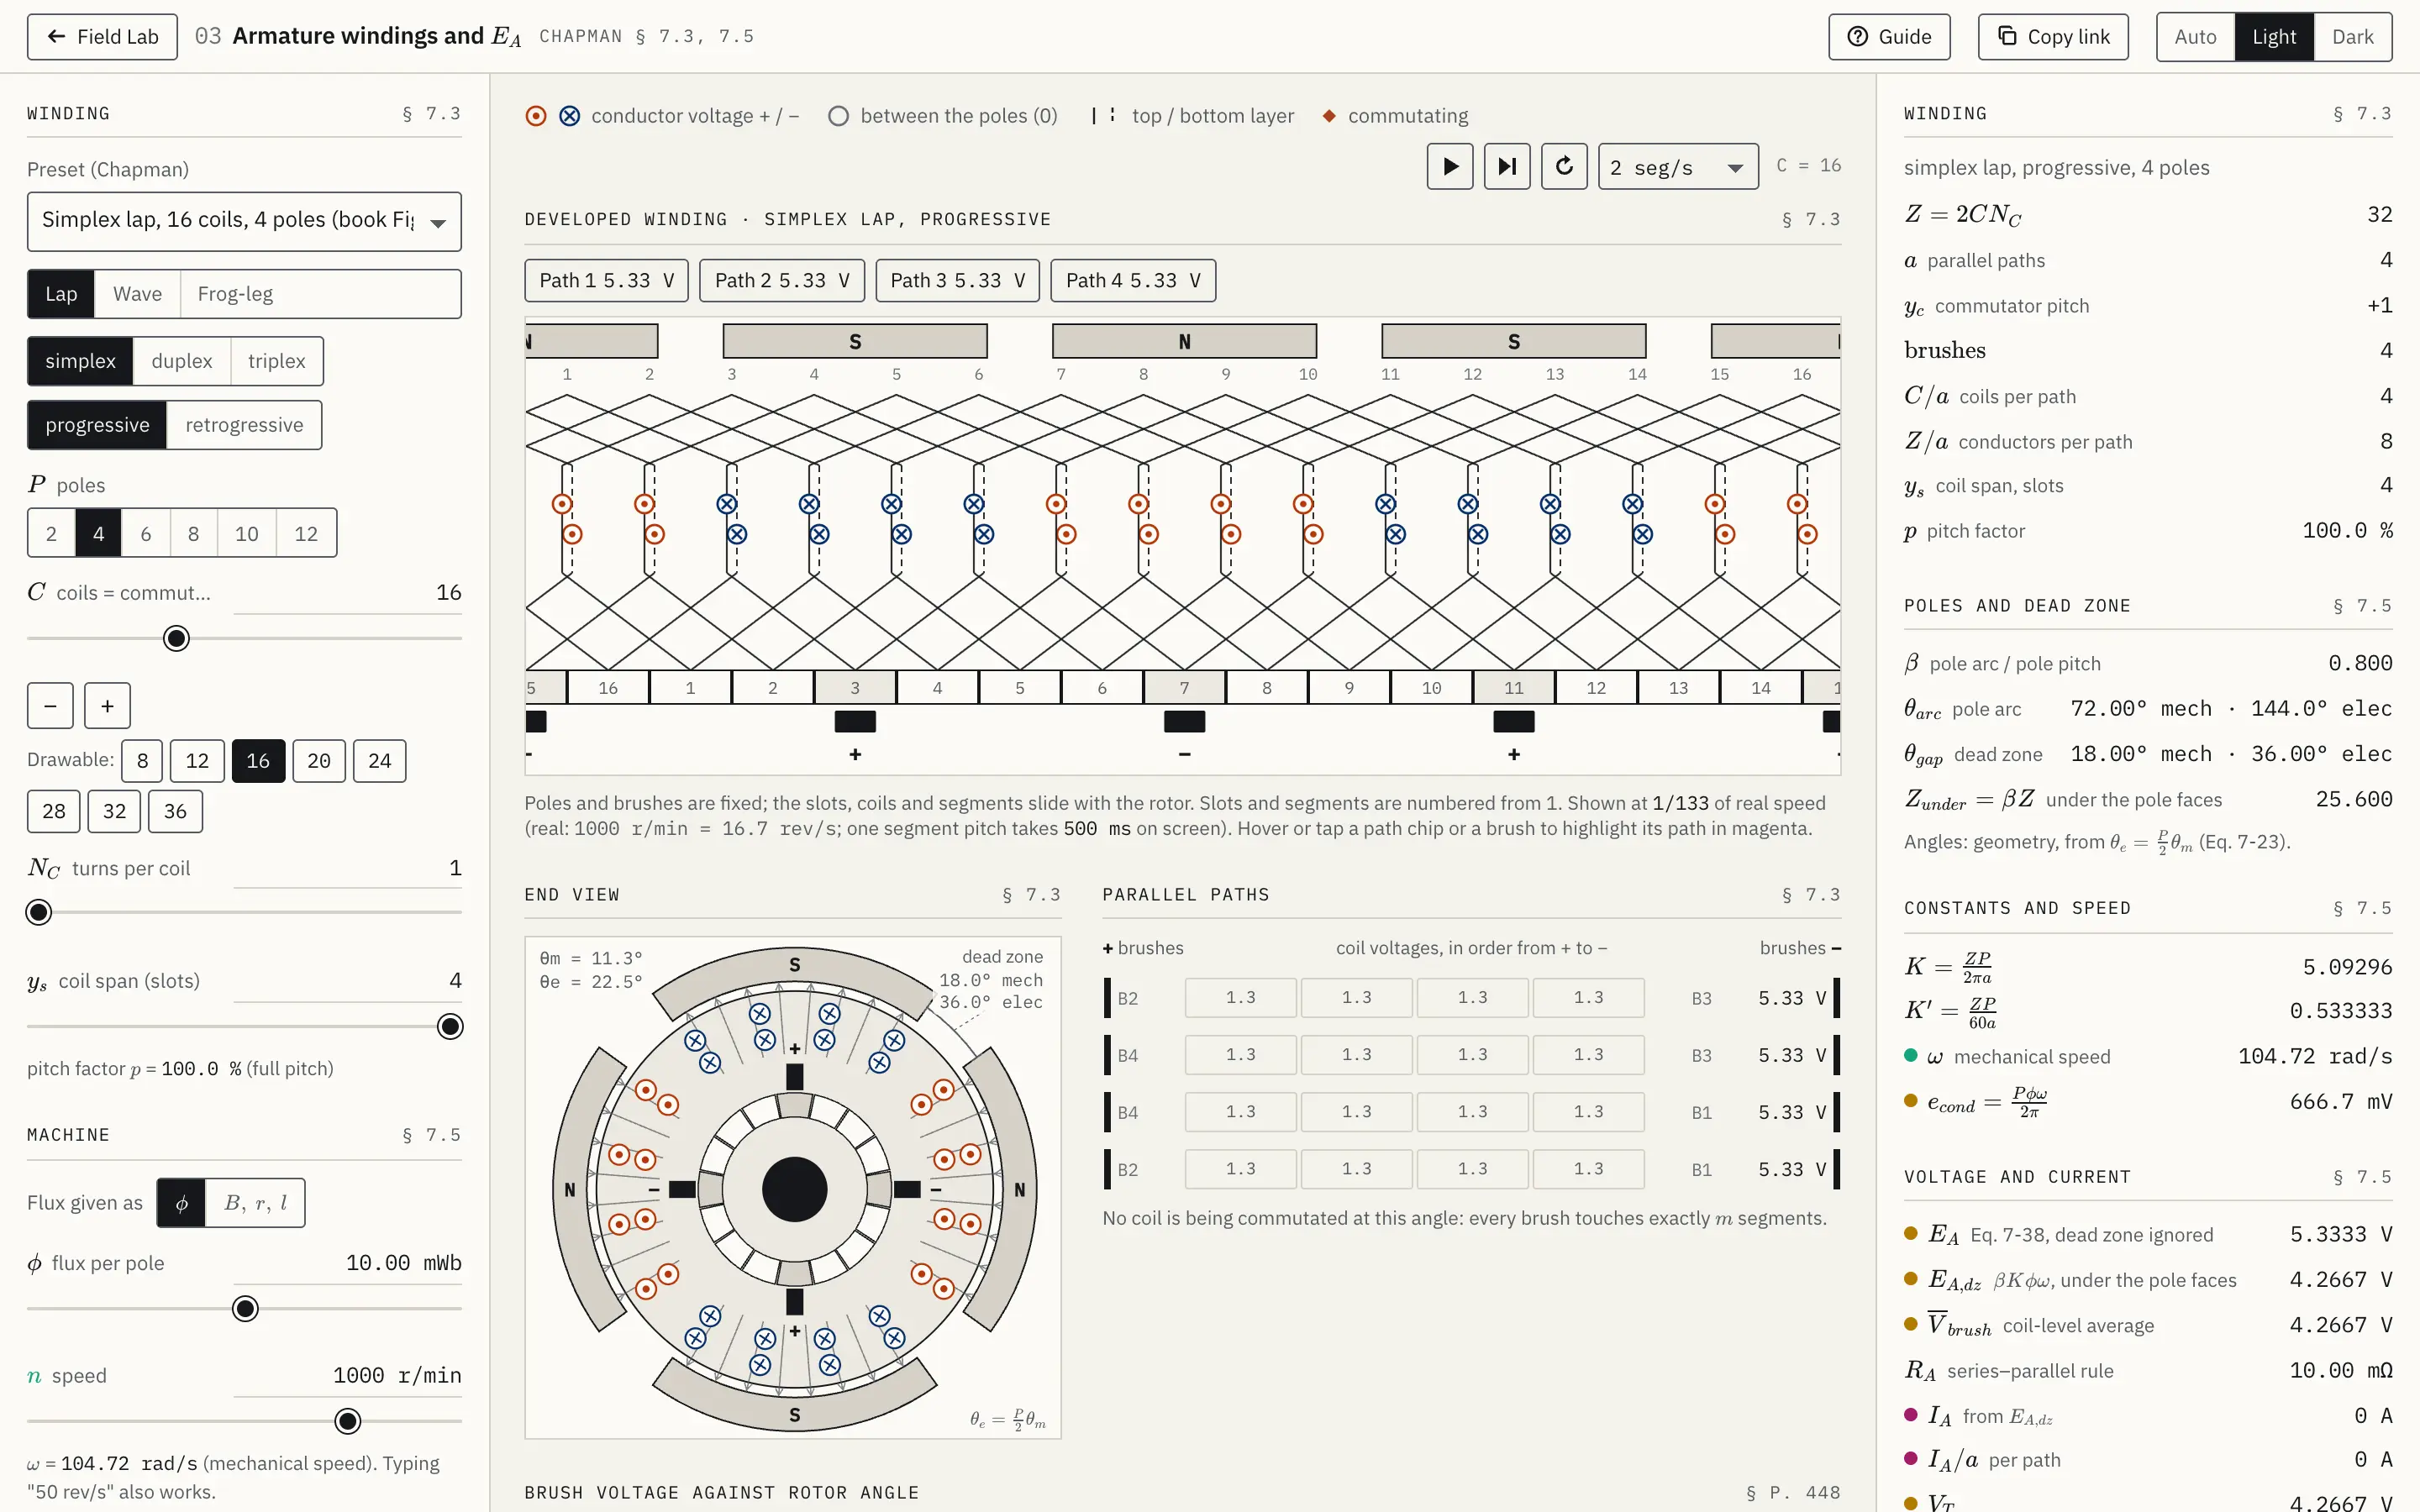 Field Lab
03 Armature windings and E_A CHAPMAN § 7.3, 7.5
Guide
Copy link
Auto Light Dark
WINDING § 7.3
Preset (Chapman)
Simplex lap, 16 coils, 4 poles (book Fig
Lap Wave Frog-leg
simplex duplex triplex
progressive retrogressive
P poles
2 4 6 8 10 12
C coils = commut... 16
− +
Drawable: 8 12 16 20 24
28 32 36
N_C turns per coil 1
y_s coil span (slots) 4
pitch factor p = 100.0 % (full pitch)
MACHINE § 7.5
Flux given as ϕ B, r, l
ϕ flux per pole 10.00 mWb
n speed 1000 r/min
ω = 104.72 rad/s (mechanical speed). Typing
"50 rev/s" also works.
conductor voltage + / − between the poles (0) top / bottom layer commutating
2 seg/s C = 16
DEVELOPED WINDING · SIMPLEX LAP, PROGRESSIVE § 7.3
Path 1 5.33 V Path 2 5.33 V Path 3 5.33 V Path 4 5.33 V
N S N S
1 2 3 4 5 6 7 8 9 10 11 12 13 14 15 16
5 16 1 2 3 4 5 6 7 8 9 10 11 12 13 14 1
- + − +
Poles and brushes are fixed; the slots, coils and segments slide with the rotor. Slots and segments are numbered from 1. Shown at 1/133 of real speed
(real: 1000 r/min = 16.7 rev/s; one segment pitch takes 500 ms on screen). Hover or tap a path chip or a brush to highlight its path in magenta.
END VIEW § 7.3
θm = 11.3°
θe = 22.5°
dead zone
18.0° mech
36.0° elec
S
+
N − − N
+
S
θ_e = P/2 θ_m
PARALLEL PATHS § 7.3
+ brushes coil voltages, in order from + to − brushes −
B2 1.3 1.3 1.3 1.3 B3 5.33 V
B4 1.3 1.3 1.3 1.3 B3 5.33 V
B4 1.3 1.3 1.3 1.3 B1 5.33 V
B2 1.3 1.3 1.3 1.3 B1 5.33 V
No coil is being commutated at this angle: every brush touches exactly m segments.
BRUSH VOLTAGE AGAINST ROTOR ANGLE § P. 448
WINDING § 7.3
simplex lap, progressive, 4 poles
Z = 2CN_C 32
a parallel paths 4
y_c commutator pitch +1
brushes 4
C/a coils per path 4
Z/a conductors per path 8
y_s coil span, slots 4
p pitch factor 100.0 %
POLES AND DEAD ZONE § 7.5
β pole arc / pole pitch 0.800
θ_arc pole arc 72.00° mech · 144.0° elec
θ_gap dead zone 18.00° mech · 36.00° elec
Z_under = βZ under the pole faces 25.600
Angles: geometry, from θ_e = P/2 θ_m (Eq. 7-23).
CONSTANTS AND SPEED § 7.5
K = ZP/2πa 5.09296
K′ = ZP/60a 0.533333
ω mechanical speed 104.72 rad/s
e_cond = Pϕω/2π 666.7 mV
VOLTAGE AND CURRENT § 7.5
E_A Eq. 7-38, dead zone ignored 5.3333 V
E_A,dz βKϕω, under the pole faces 4.2667 V
V̅_brush coil-level average 4.2667 V
R_A series–parallel rule 10.00 mΩ
I_A from E_A,dz 0 A
I_A/a per path 0 A
V_T 4.2667 V